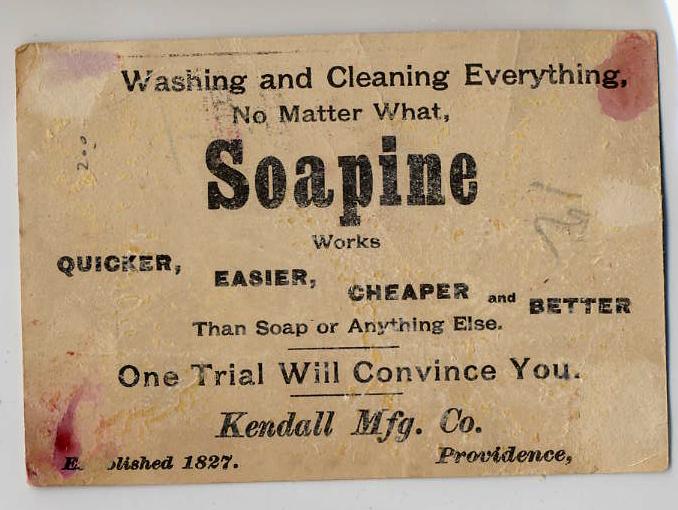 Washing and Cleaning Everything,
No Matter What,
Soapine
Works
QUICKER, EASIER, CHEAPER and BETTER
Than Soap or Anything Else.
One Trial Will Convince You.
Kendall Mfg. Co.
1827. Providence,